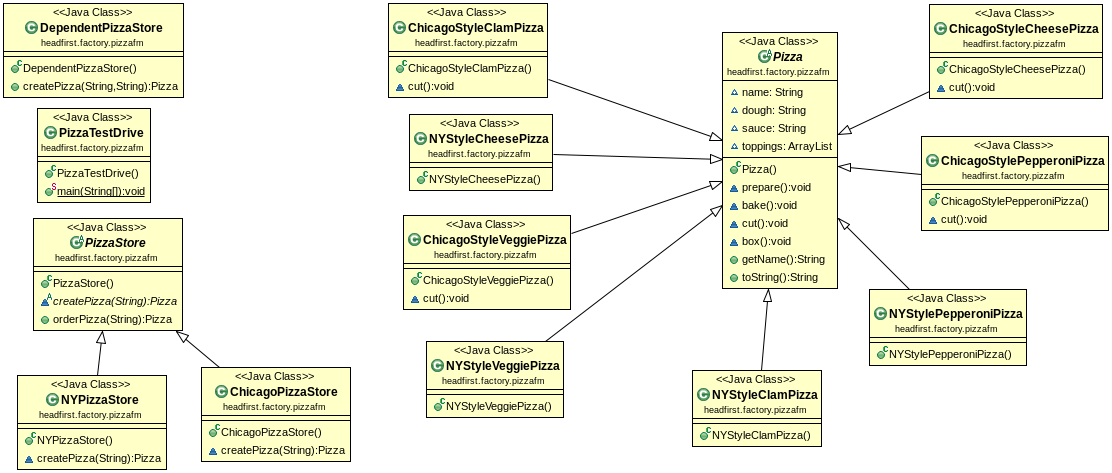 <<Java Class>>
DependentPizzaStore
headfirst.factory.pizzafm
DependentPizzaStore()
createPizza(String,String):Pizza
<<Java Class>>
PizzaTestDrive
headfirst.factory.pizzafm
PizzaTestDrive()
main(String[]):void
<<Java Class>>
PizzaStore
headfirst.factory.pizzafm
PizzaStore()
createPizza(String):Pizza
orderPizza(String):Pizza
<<Java Class>>
NYPizzaStore
headfirst.factory.pizzafm
NYPizzaStore()
createPizza(String):Pizza
<<Java Class>>
ChicagoPizzaStore
headfirst.factory.pizzafm
ChicagoPizzaStore()
createPizza(String):Pizza
<<Java Class>>
ChicagoStyleClamPizza
headfirst.factory.pizzafm
ChicagoStyleClamPizza()
cut():void
<<Java Class>>
NYStyleCheesePizza
headfirst.factory.pizzafm
NYStyleCheesePizza()
<<Java Class>>
ChicagoStyleVeggiePizza
headfirst.factory.pizzafm
ChicagoStyleVeggiePizza()
cut():void
<<Java Class>>
NYStyleVeggiePizza
headfirst.factory.pizzafm
NYStyleVeggiePizza()
<<Java Class>>
Pizza
headfirst.factory.pizzafm
name: String
dough: String
sauce: String
toppings: ArrayList
Pizza()
prepare():void
bake():void
cut():void
box():void
getName():String
toString():String
<<Java Class>>
NYStyleClamPizza
headfirst.factory.pizzafm
NYStyleClamPizza()
<<Java Class>>
ChicagoStyleCheesePizza
headfirst.factory.pizzafm
ChicagoStyleCheesePizza()
cut():void
<<Java Class>>
ChicagoStylePepperoniPizza
headfirst.factory.pizzafm
ChicagoStylePepperoniPizza()
cut():void
<<Java Class>>
NYStylePepperoniPizza
headfirst.factory.pizzafm
NYStylePepperoniPizza()